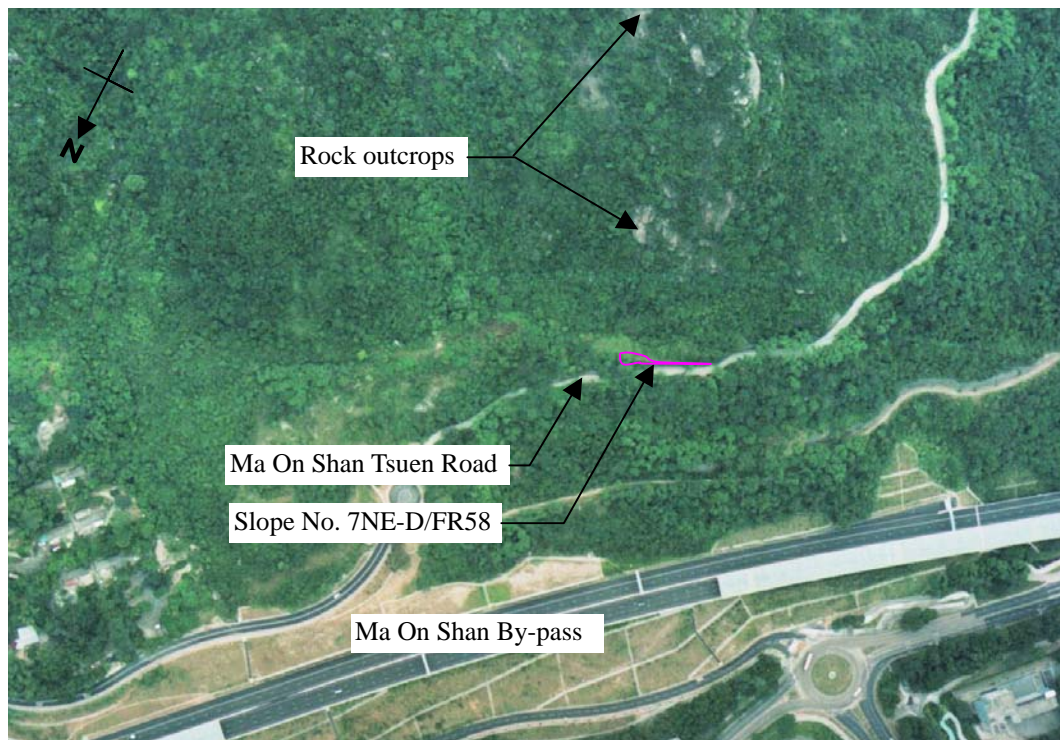 N
Rock outcrops
Ma On Shan Tsuen Road
Slope No. 7NE-D/FR58
Ma On Shan By-pass